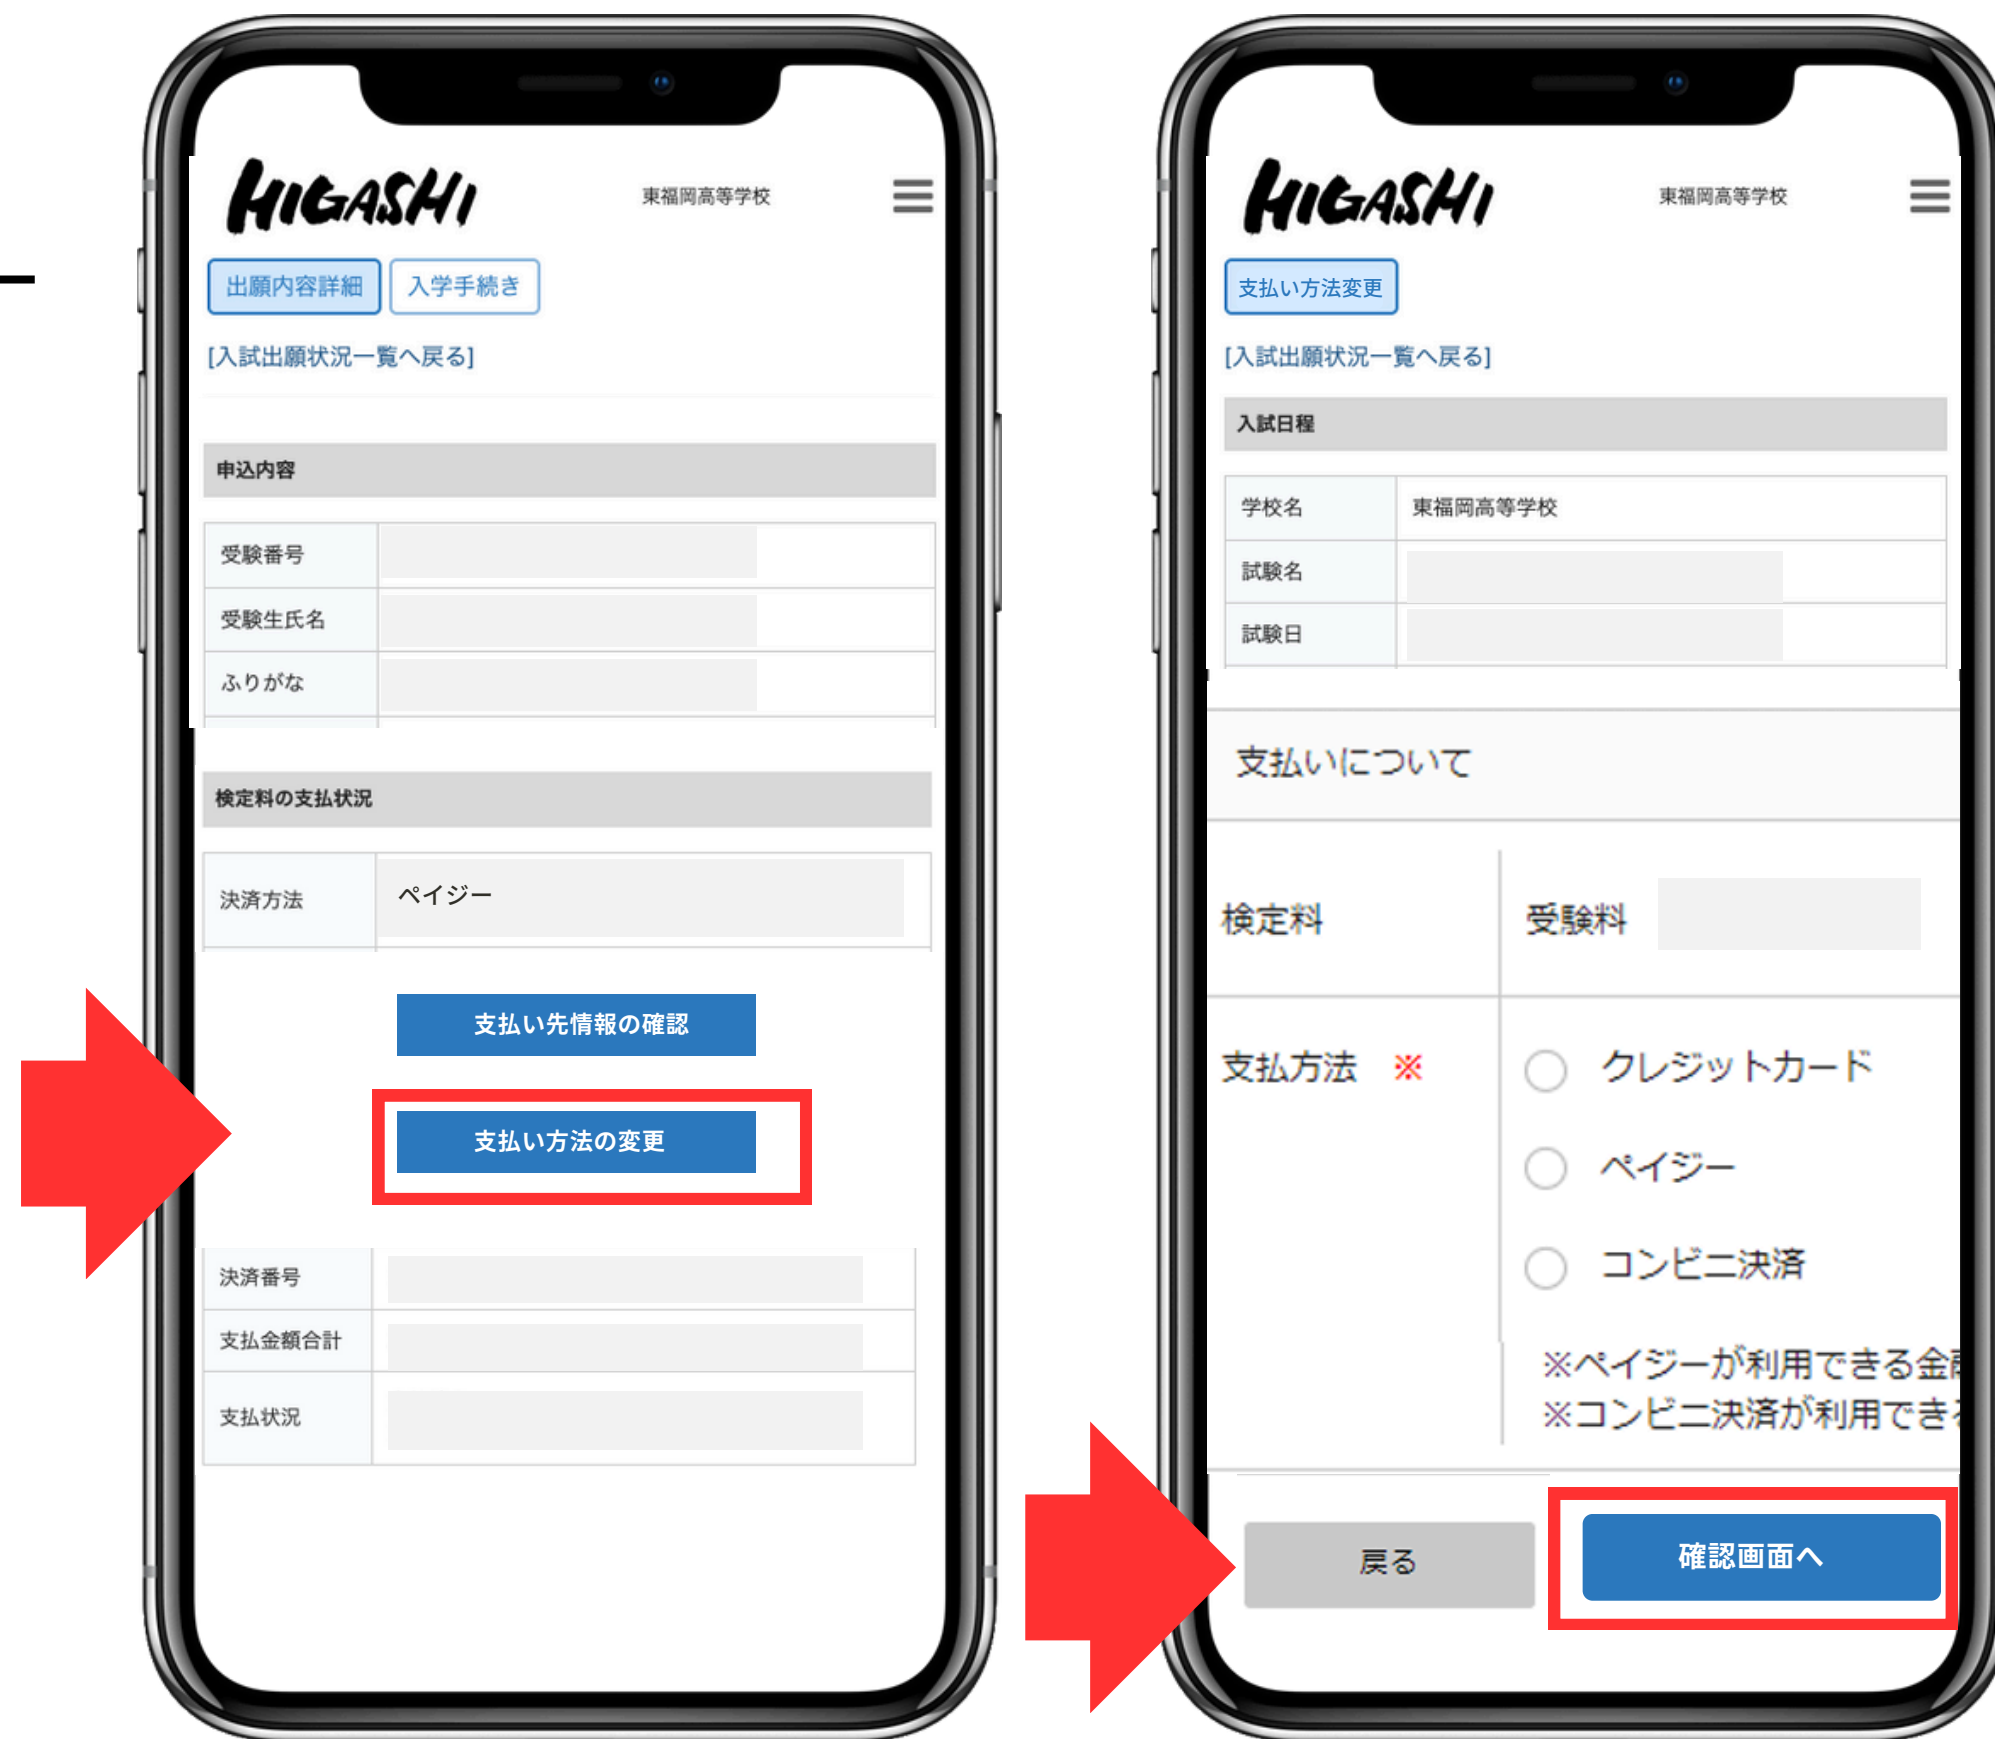 HIGASHI
東福岡高等学校
出願内容詳細
入学手続き
[入試出願状況一覧へ戻る]
申込内容
受験番号
受験生氏名
ふりがな
検定料の支払状況
決済方法
ペイジー
支払い先情報の確認
支払い方法の変更
決済番号
支払金額合計
支払状況
HIGASHI
東福岡高等学校
支払い方法変更
[入試出願状況一覧へ戻る]
入試日程
学校名
東福岡高等学校
試験名
試験日
支払いについて
検定料
受験料
支払方法 ※
クレジットカード
ペイジー
コンビニ決済
※ペイジーが利用できる金
※コンビニ決済が利用でき
戻る
確認画面へ